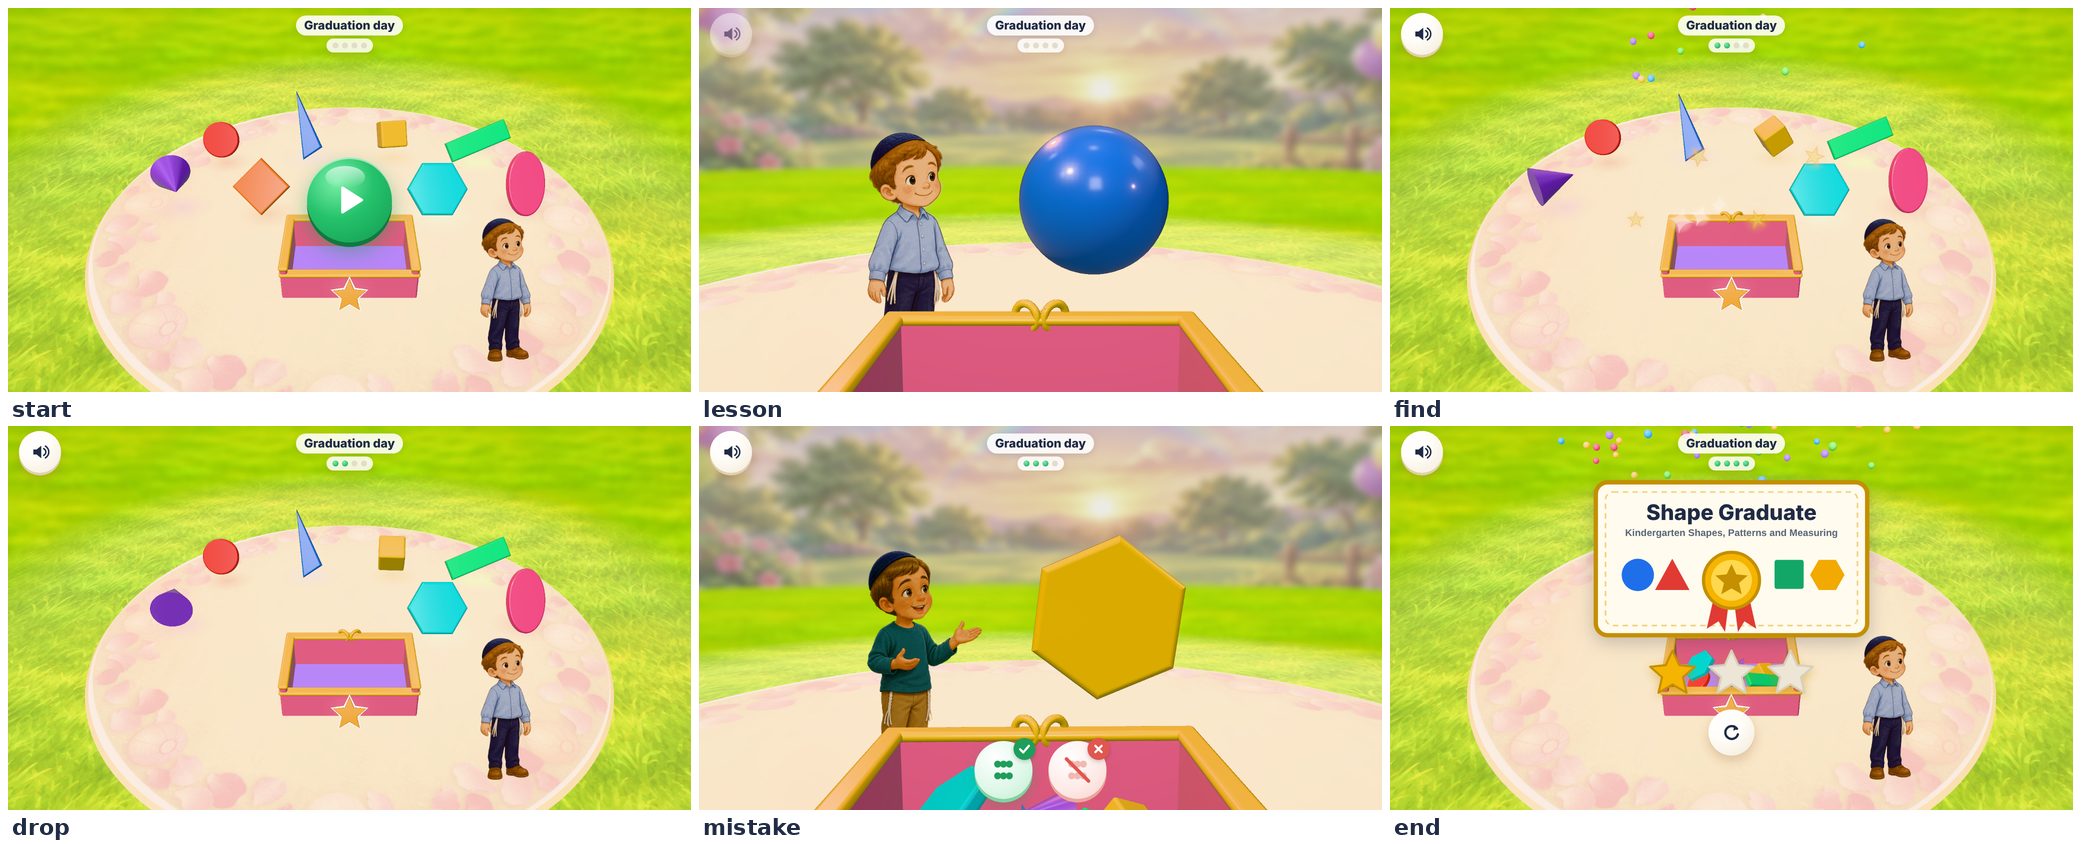 Graduation day
Graduation day
Graduation day
start
lesson
find
Graduation day
Graduation day
Graduation day
Shape Graduate
Kindergarten Shapes, Patterns and Measuring
drop
mistake
end